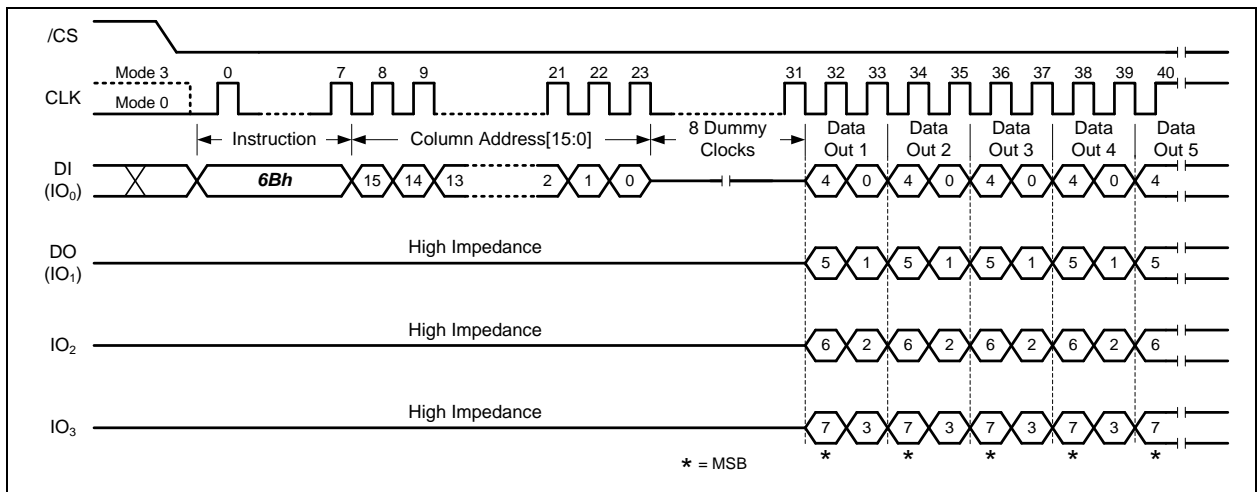 /CS
Mode 3 0 7 8 9 21 22 23 31 32 33 34 35 36 37 38 39 40
CLK
Mode 0
Instruction Column Address[15:0] 8 Dummy Clocks Data Out 1 Data Out 2 Data Out 3 Data Out 4 Data Out 5
DI
(IO₀)
6Bh 15 14 13 2 1 0 4 0 4 0 4 0 4 0 4
DO
(IO₁)
High Impedance 5 1 5 1 5 1 5 1 5
IO₂ High Impedance 6 2 6 2 6 2 6 2 6
IO₃ High Impedance 7 3 7 3 7 3 7 3 7
* * * * *
* = MSB